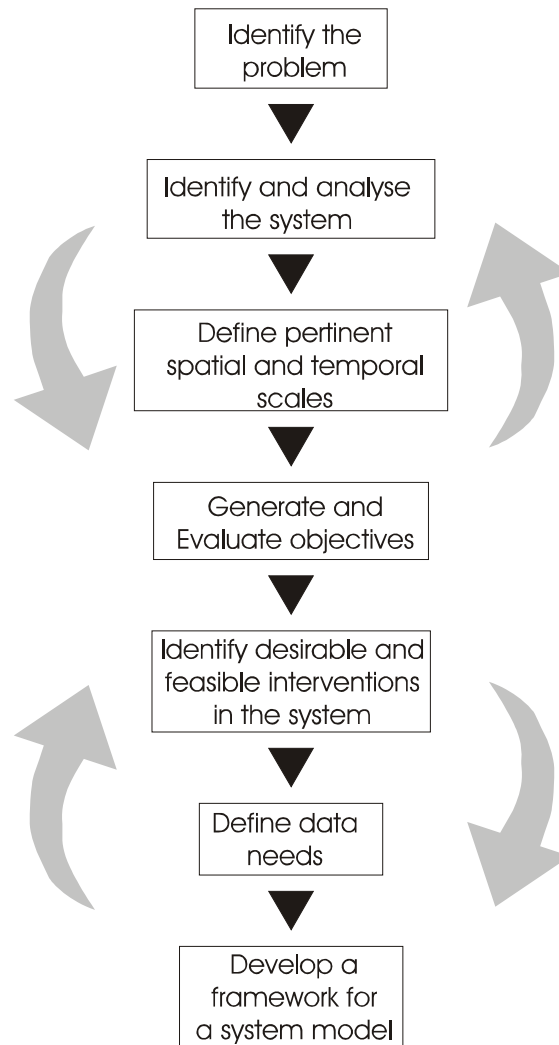 Identify the
problem
Identify and analyse
the system
Define pertinent
spatial and temporal
scales
Generate and
Evaluate objectives
Identify desirable and
feasible interventions
in the system
Define data
needs
Develop a
framework for
a system model